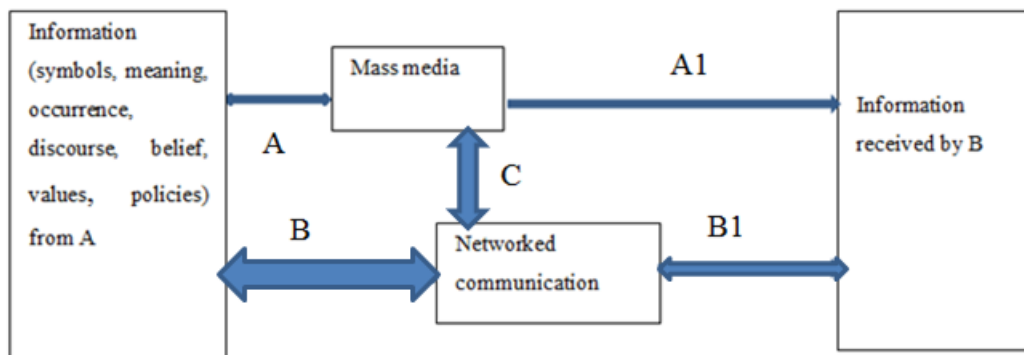 Information
(symbols, meaning,
occurrence,
discourse, belief,
values, policies)
from A
Mass media
A1
Information
received by B
A
C
B
Networked
communication
B1